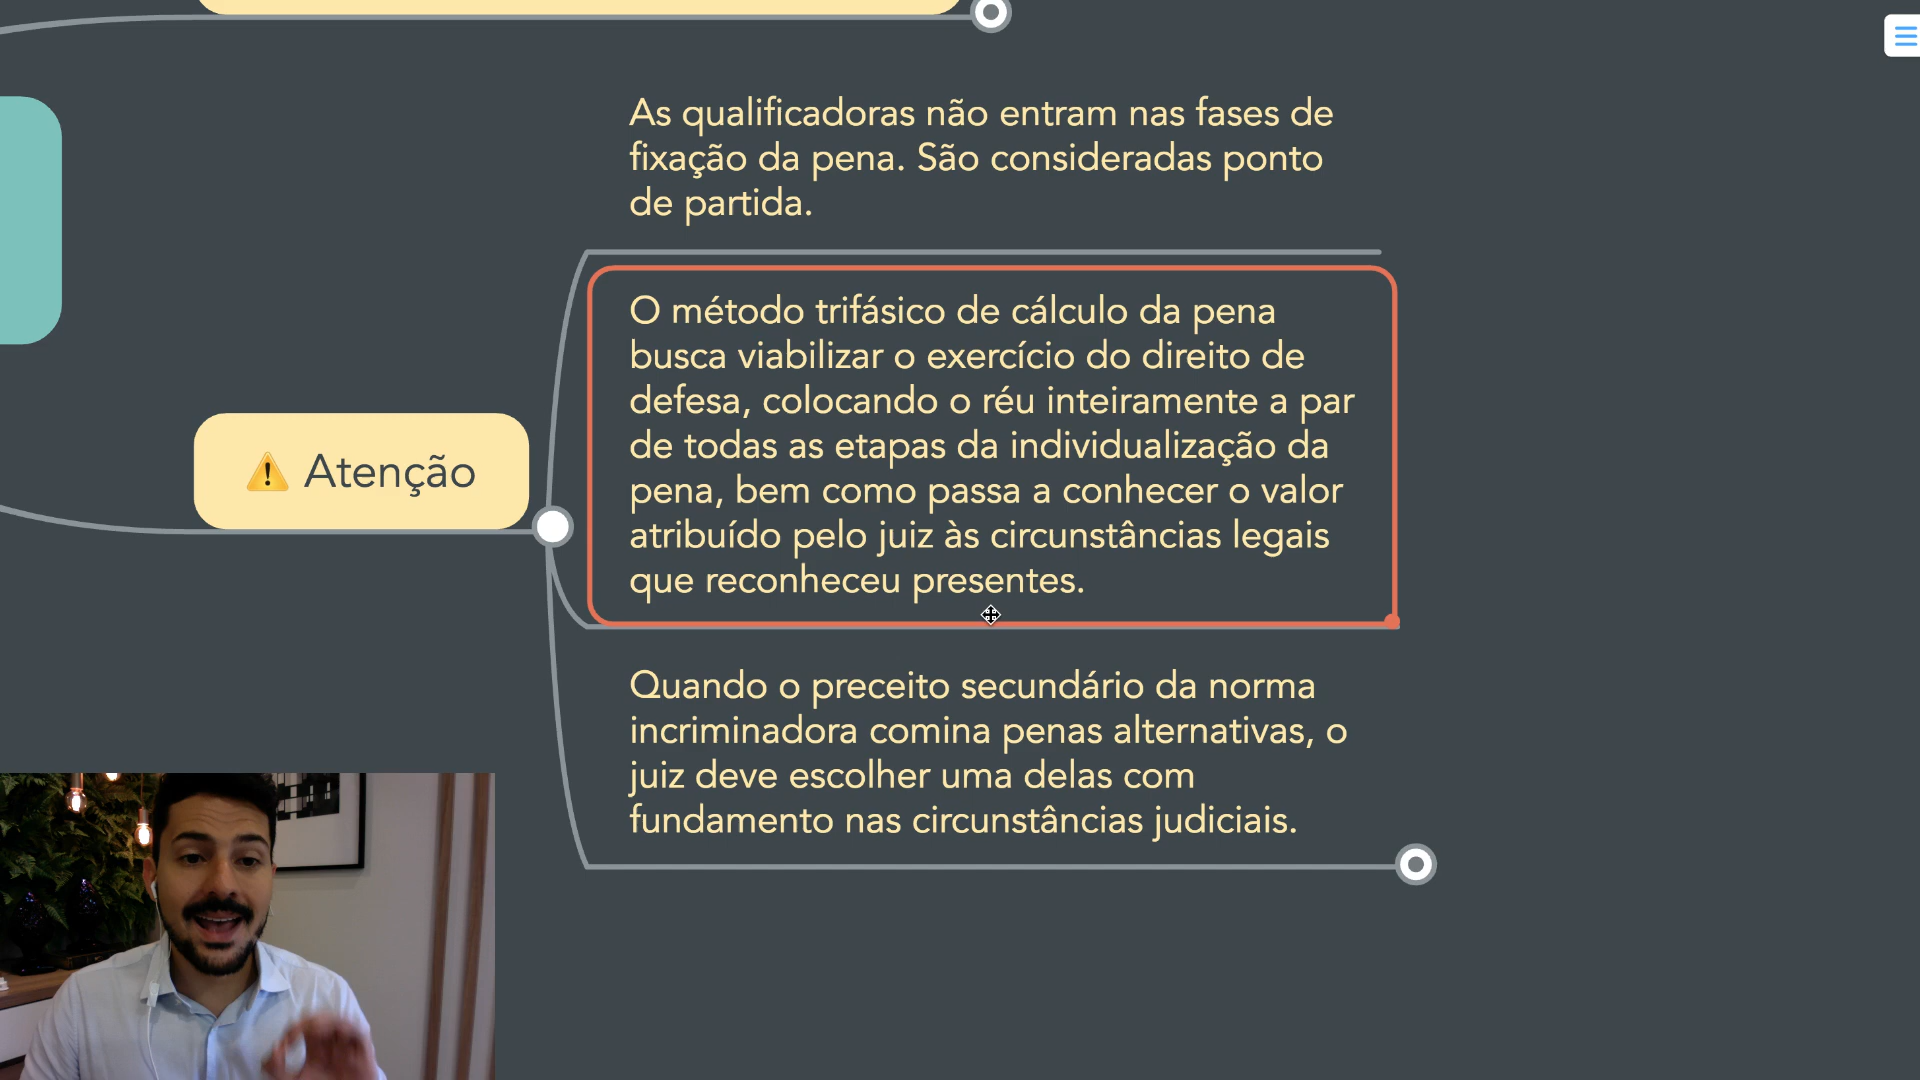 As qualificadoras não entram nas fases de
fixação da pena. São consideradas ponto
de partida.
O método trifásico de cálculo da pena
busca viabilizar o exercício do direito de
defesa, colocando o réu inteiramente a par
de todas as etapas da individualização da
pena, bem como passa a conhecer o valor
atribuído pelo juiz às circunstâncias legais
que reconheceu presentes.
⚠️ Atenção
Quando o preceito secundário da norma
incriminadora comina penas alternativas, o
juiz deve escolher uma delas com
fundamento nas circunstâncias judiciais.